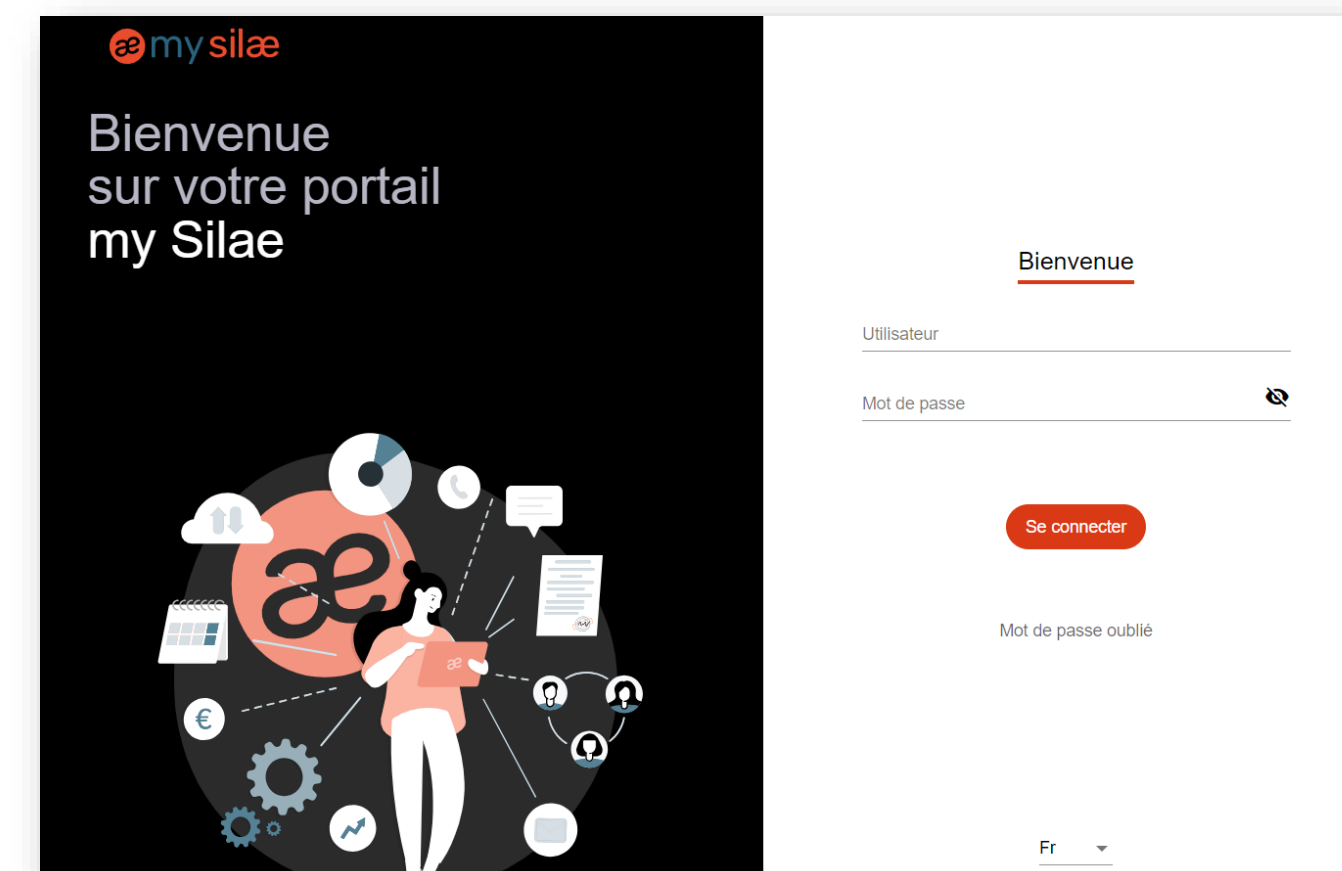 æ my silæ
Bienvenue
sur votre portail
my Silae
æ
æ
€
Bienvenue
Utilisateur
Mot de passe
Se connecter
Mot de passe oublié
Fr